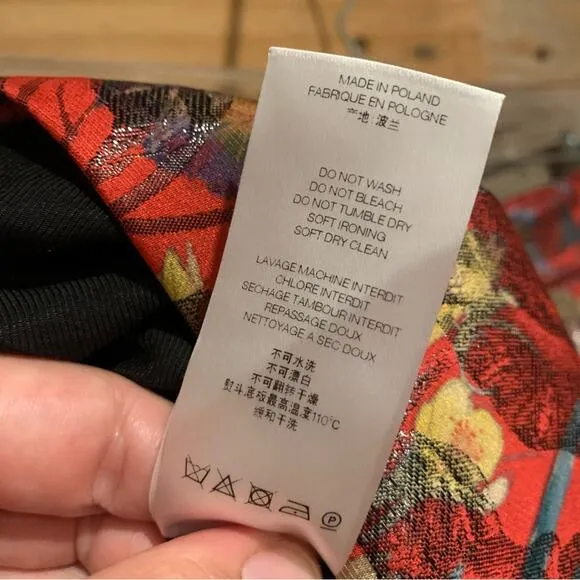 MADE IN POLAND
FABRIQUE EN POLOGNE
产地:波兰
DO NOT WASH
DO NOT BLEACH
DO NOT TUMBLE DRY
SOFT IRONING
SOFT DRY CLEAN
LAVAGE MACHINE INTERDIT
CHLORE INTERDIT
SECHAGE TAMBOUR INTERDIT
REPASSAGE DOUX
NETTOYAGE A SEC DOUX
不可水洗
不可漂白
不可翻转干燥
熨斗底板最高温度110℃
缓和干洗
P